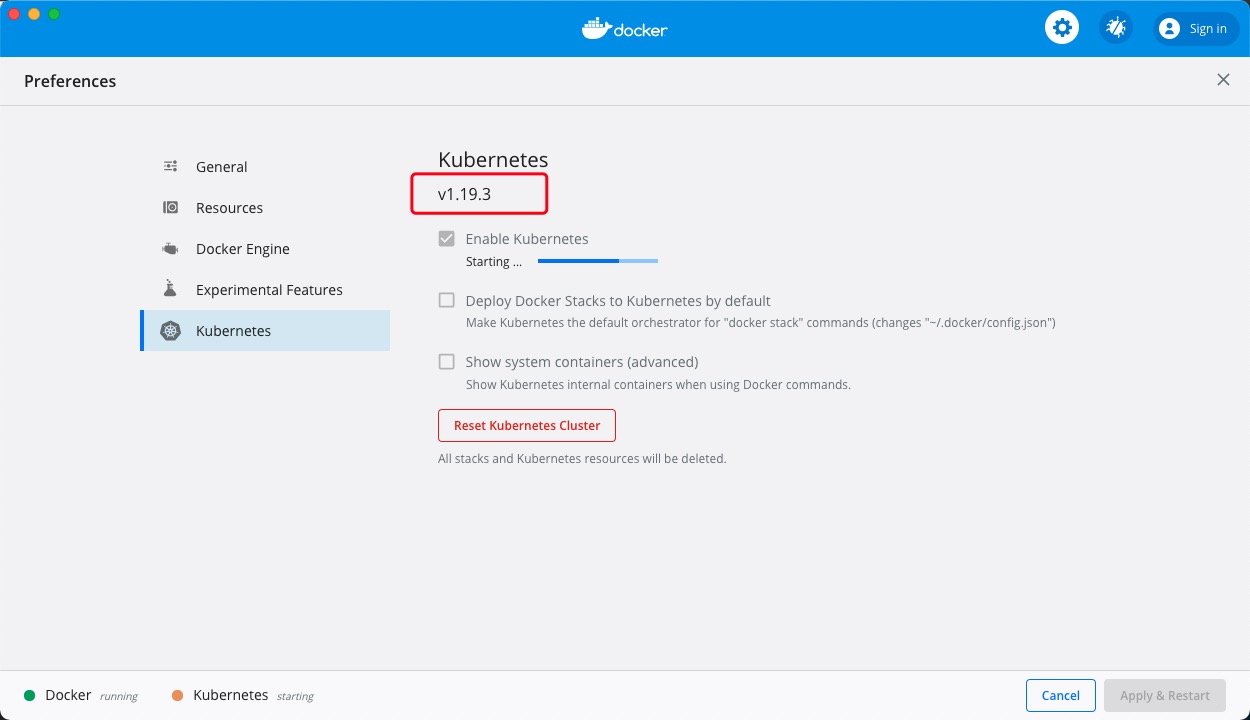 docker
Sign in
Preferences
General
Resources
Docker Engine
Experimental Features
Kubernetes
Kubernetes
v1.19.3
Enable Kubernetes
Starting ...
Deploy Docker Stacks to Kubernetes by default
Make Kubernetes the default orchestrator for "docker stack" commands (changes "~/.docker/config.json")
Show system containers (advanced)
Show Kubernetes internal containers when using Docker commands.
Reset Kubernetes Cluster
All stacks and Kubernetes resources will be deleted.
Docker running Kubernetes starting
Cancel Apply & Restart